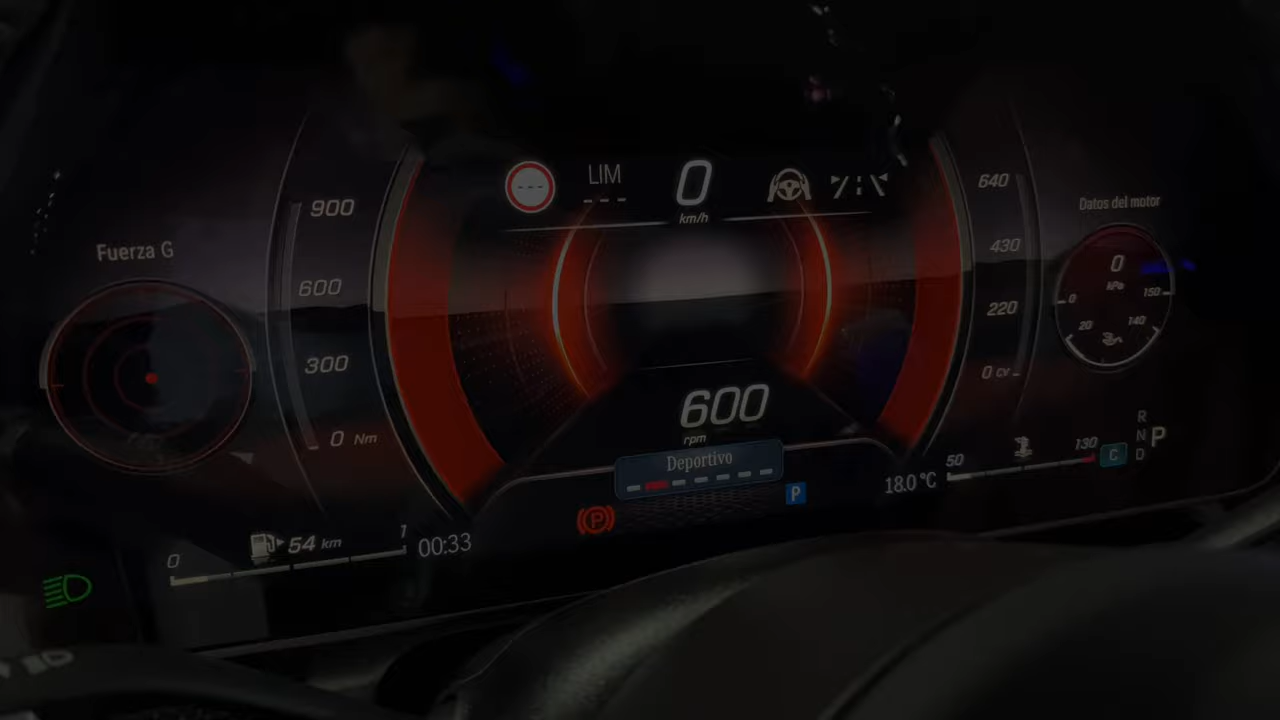 LIM
---
---
0
km/h
Fuerza G
900
600
300
0 Nm
640
430
220
0 CV
Datos del motor
0
kPa
0
150
20
140
600
rpm
Deportivo
P
P
18.0 °C
50
130
C
R
N
D
P
0
54 km
1
00:33